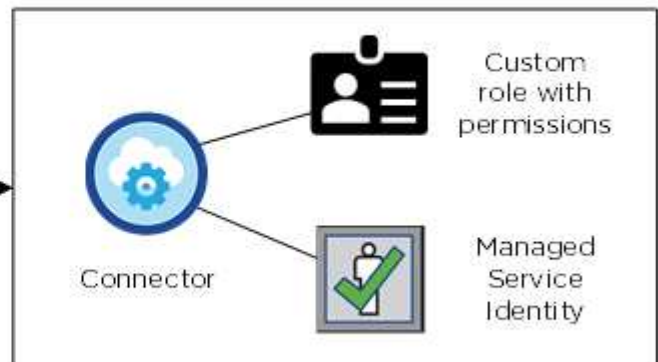 Custom
role with
permissions
Connector
Managed
Service
Identity